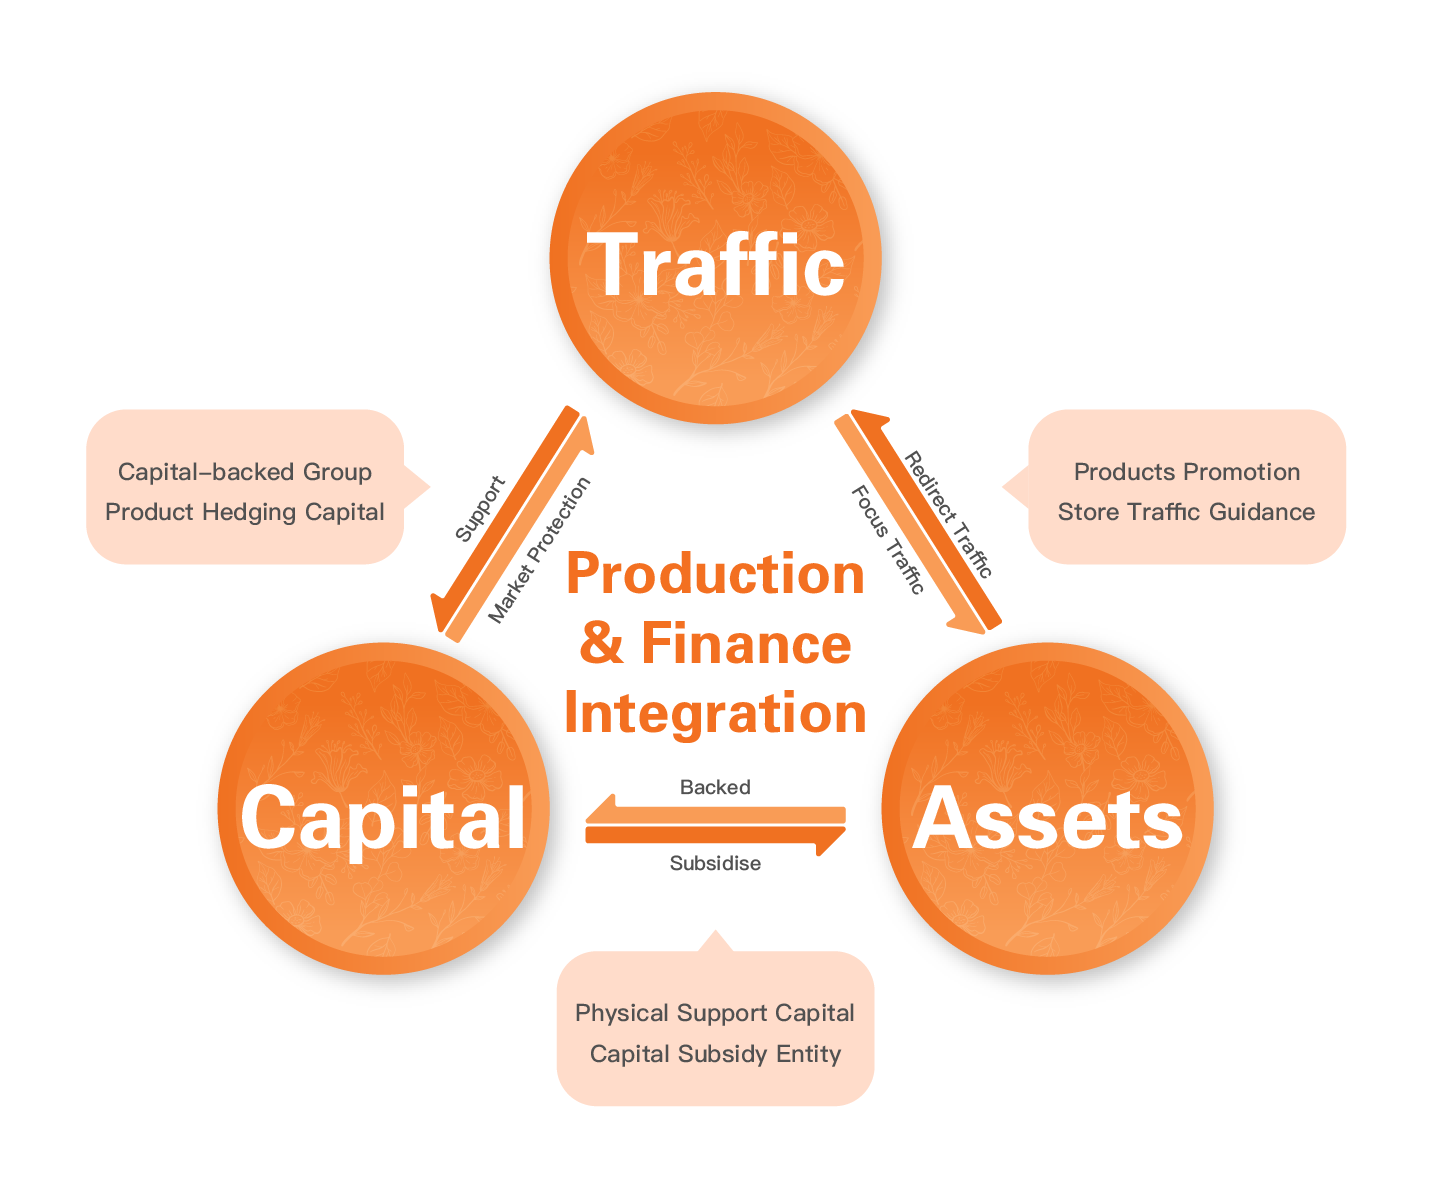 Traffic
Capital–backed Group
Product Hedging Capital
Support
Market Protection
Redirect Traffic
Focus Traffic
Products Promotion
Store Traffic Guidance
Production
& Finance
Integration
Capital
Backed
Subsidise
Assets
Physical Support Capital
Capital Subsidy Entity